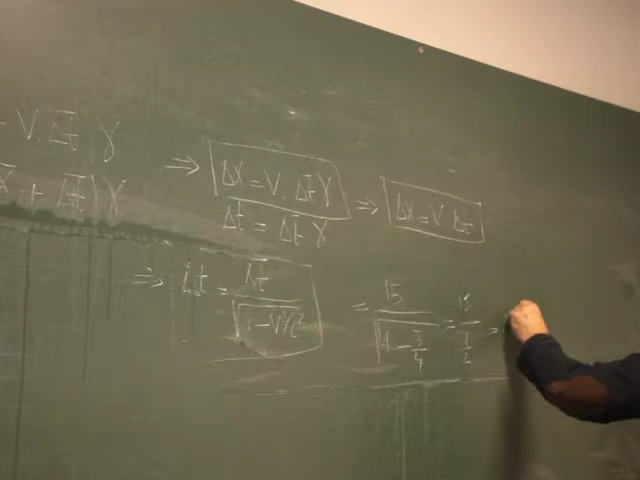 - V. Δt̄ γ ⇒ Δx = V. Δt̄ γ ⇒ Δx = V Δt
+ Δt̄) γ Δt = Δt̄ γ
⇒ Δt = Δt̄ / √(1 - V²/c²) = 15 / √(1 - 3/4) = 15 / (1/2) =